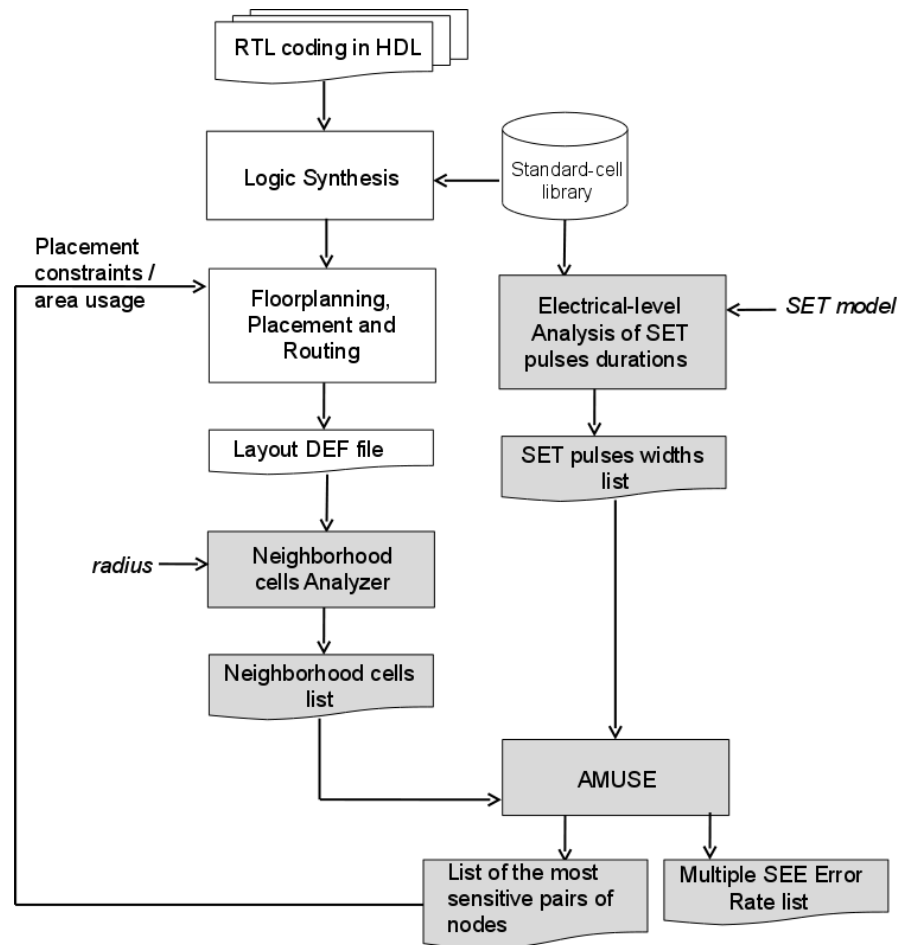 RTL coding in HDL
Logic Synthesis
Standard-cell
library
Placement
constraints /
area usage
Floorplanning,
Placement and
Routing
Electrical-level
Analysis of SET
pulses durations
SET model
Layout DEF file
SET pulses widths
list
radius
Neighborhood
cells Analyzer
Neighborhood cells
list
AMUSE
List of the most
sensitive pairs of
nodes
Multiple SEE Error
Rate list